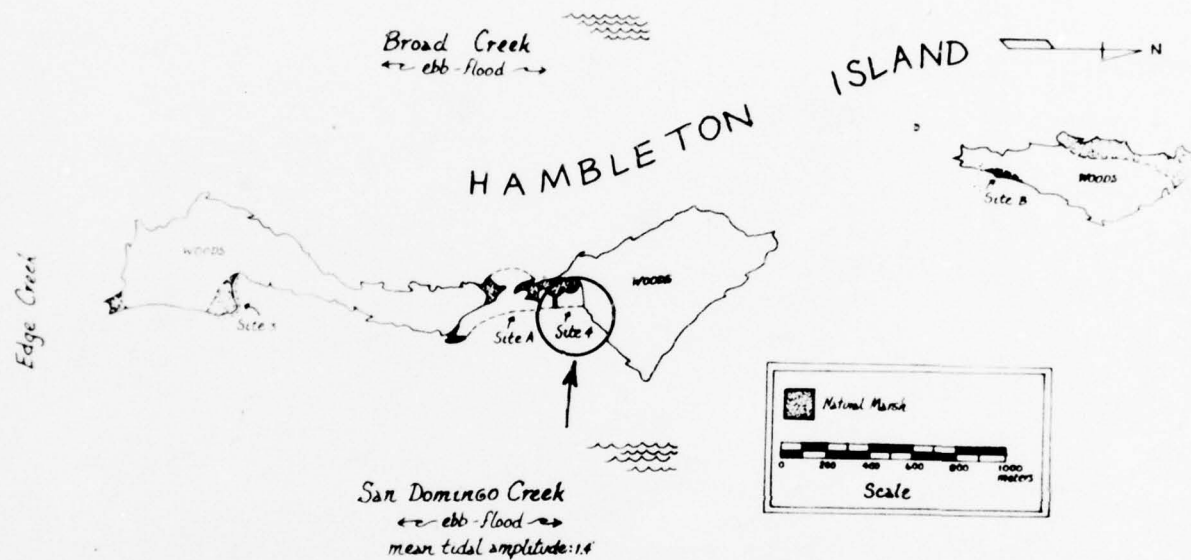 Broad Creek
ebb-flood
HAMBLETON ISLAND
N
WOODS
Site B
Edge Creek
WOODS
WOODS
Site
Site A
Site 4
Natural Marsh
0 200 400 600 800 1000
meters
Scale
San Domingo Creek
ebb-flood
mean tidal amplitude: 1.4'